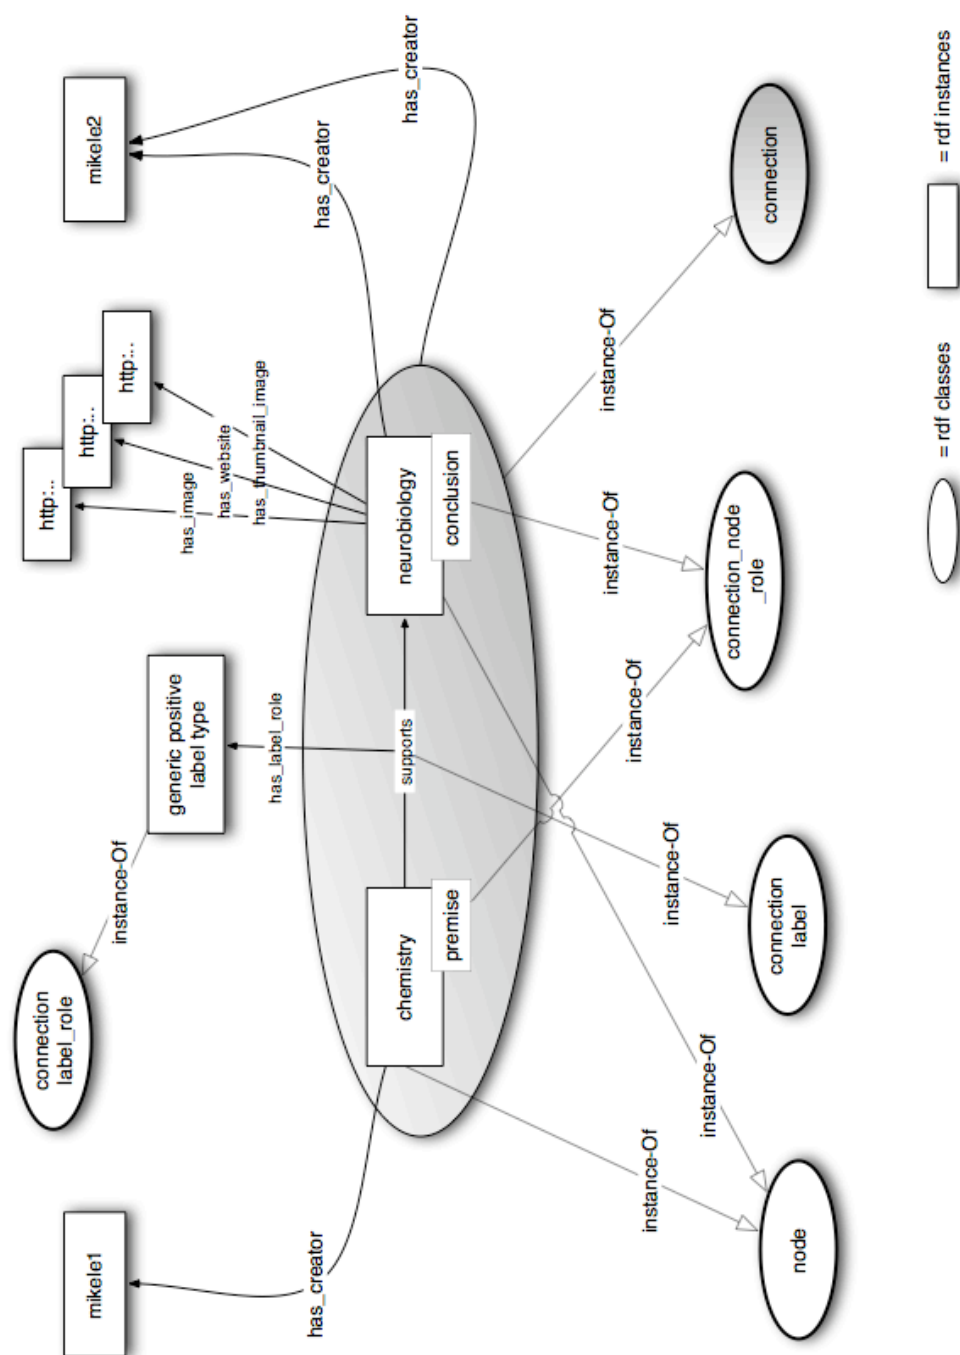 mikele1
connection
label_role
generic positive
label type
http:..
http:..
http:..
mikele2
instance-Of
has_creator
has_label_role
has_image
has_website
has_thumbnail_image
has_creator
has_creator
chemistry
premise
supports
neurobiology
conclusion
instance-Of
instance-Of
instance-Of
instance-Of
instance-Of
instance-Of
node
connection
label
connection_node
_role
connection
= rdf classes
= rdf instances